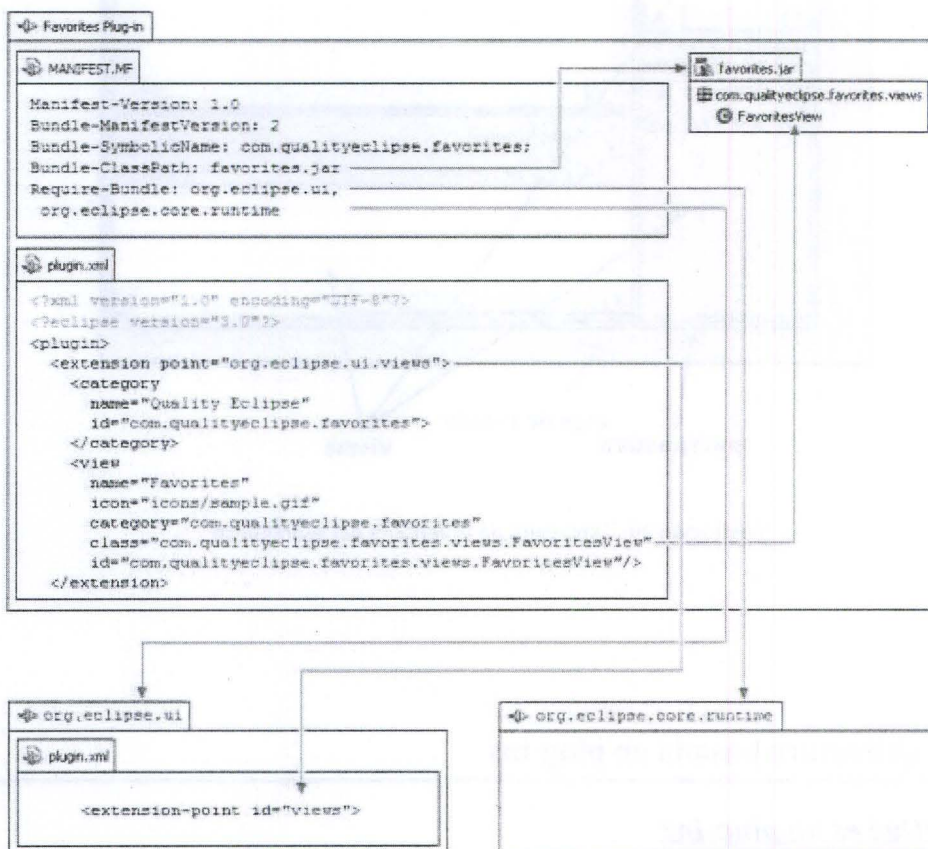 Favorites Plug-in
MANIFEST.MF
Manifest-Version: 1.0
Bundle-ManifestVersion: 2
Bundle-SymbolicName: com.qualityeclipse.favorites;
Bundle-ClassPath: favorites.jar
Require-Bundle: org.eclipse.ui,
org.eclipse.core.runtime
favorites.jar
com.qualityeclipse.favorites.views
FavoritesView
plugin.xml
<?xml version="1.0" encoding="UTF-8"?>
<?eclipse version="3.0"?>
<plugin>
<extension point="org.eclipse.ui.views">
<category
name="Quality Eclipse"
id="com.qualityeclipse.favorites">
</category>
<view
name="Favorites"
icon="icons/sample.gif"
category="com.qualityeclipse.favorites"
class="com.qualityeclipse.favorites.views.FavoritesView"
id="com.qualityeclipse.favorites.views.FavoritesView"/>
</extension>
org.eclipse.ui
plugin.xml
<extension-point id="views">
org.eclipse.core.runtime